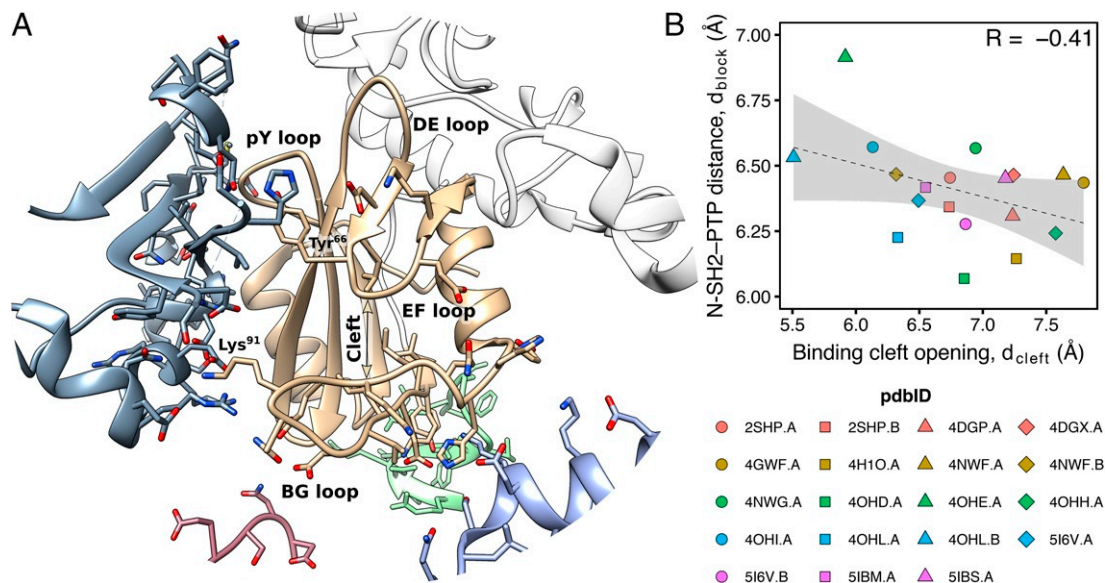 A
pY loop
DE loop
Tyr66
EF loop
Cleft
Lys91
BG loop
B
N-SH2–PTP distance, dblock (Å)
R = −0.41
7.00
6.75
6.50
6.25
6.00
5.5 6.0 6.5 7.0 7.5
Binding cleft opening, dcleft (Å)
pdbID
2SHP.A 2SHP.B 4DGP.A 4DGX.A
4GWF.A 4H1O.A 4NWF.A 4NWF.B
4NWG.A 4OHD.A 4OHE.A 4OHH.A
4OHI.A 4OHL.A 4OHL.B 5I6V.A
5I6V.B 5IBM.A 5IBS.A